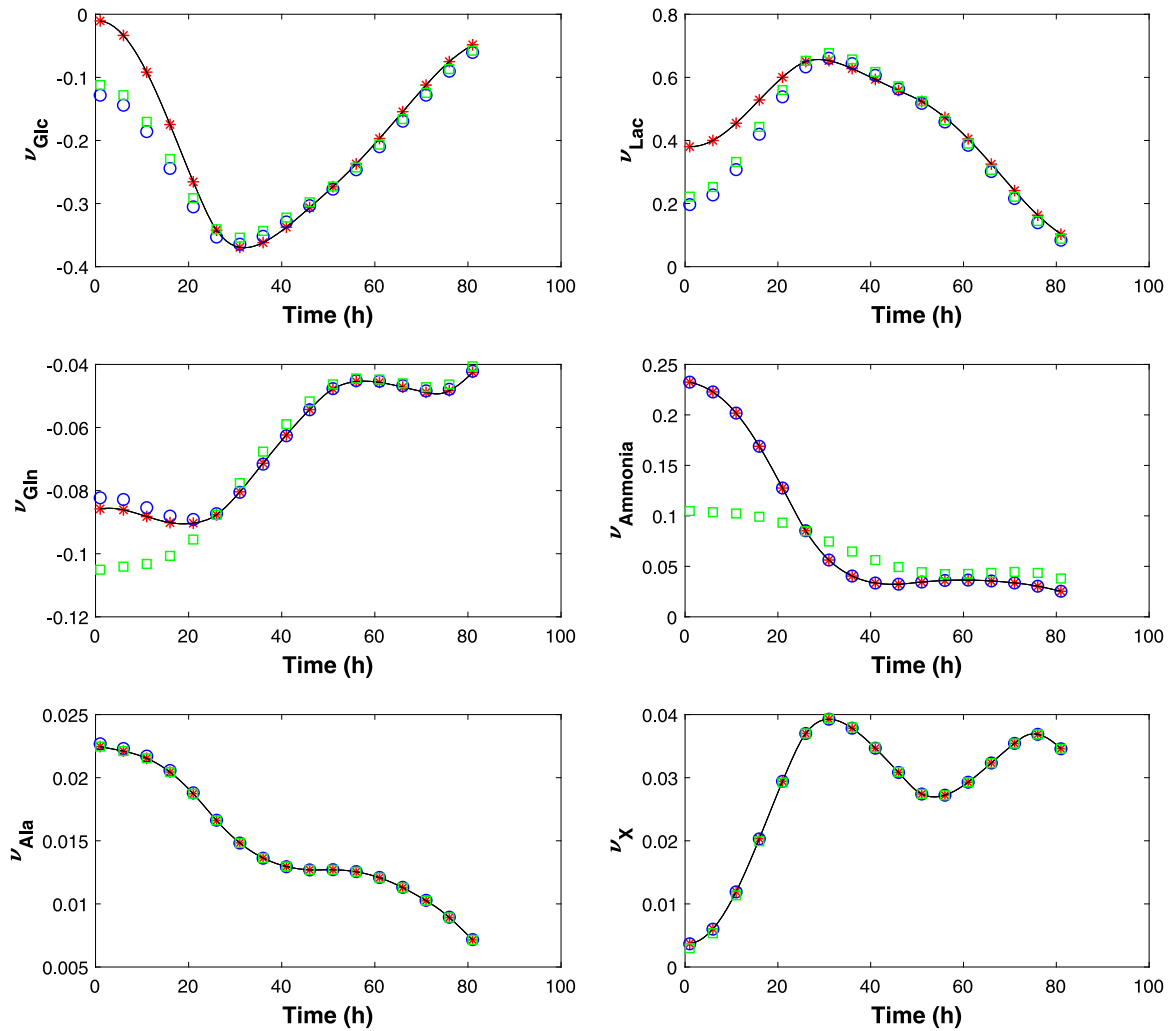 0
-0.1
-0.2
-0.3
-0.4
νGlc
0 20 40 60 80 100
Time (h)
0.8
0.6
0.4
0.2
0
νLac
0 20 40 60 80 100
Time (h)
-0.04
-0.06
-0.08
-0.1
-0.12
νGln
0 20 40 60 80 100
Time (h)
0.25
0.2
0.15
0.1
0.05
0
νAmmonia
0 20 40 60 80 100
Time (h)
0.025
0.02
0.015
0.01
0.005
νAla
0 20 40 60 80 100
Time (h)
0.04
0.03
0.02
0.01
0
νX
0 20 40 60 80 100
Time (h)